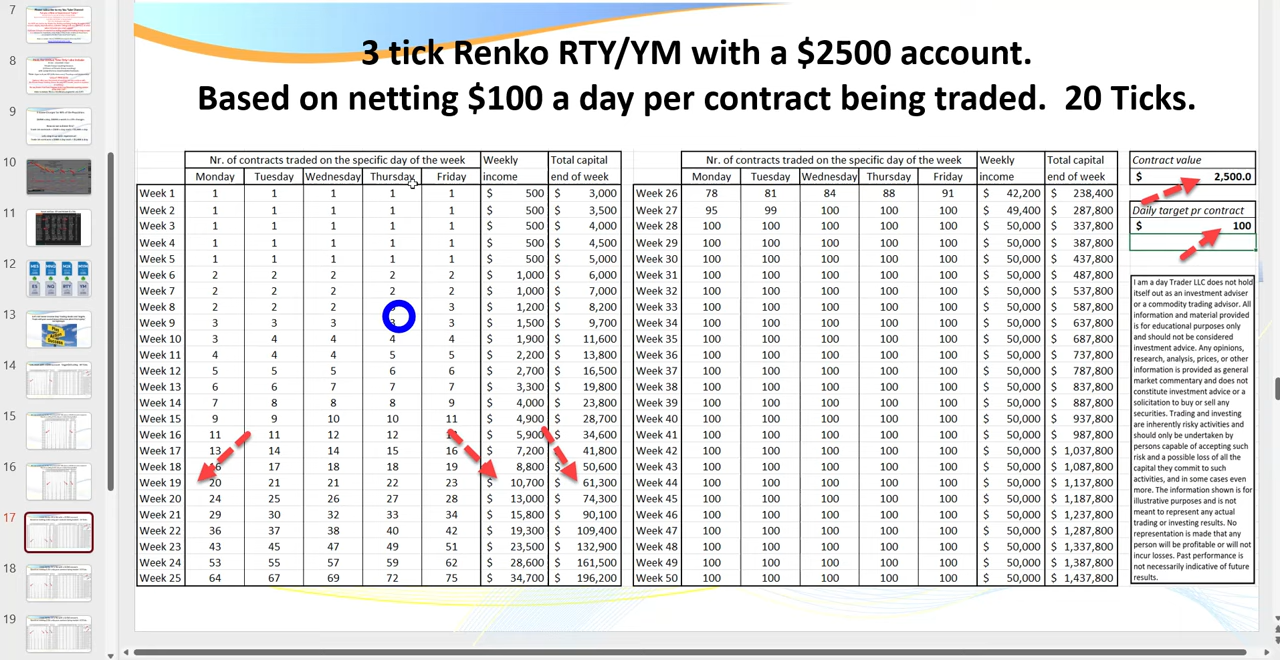 3 tick Renko RTY/YM with a $2500 account.
Based on netting $100 a day per contract being traded.  20 Ticks.
Nr. of contracts traded on the specific day of the week Weekly Total capital
Monday Tuesday Wednesday Thursday Friday income end of week
Week 1 1 1 1 1 1 $ 500 $ 3,000
Week 2 1 1 1 1 1 $ 500 $ 3,500
Week 3 1 1 1 1 1 $ 500 $ 4,000
Week 4 1 1 1 1 1 $ 500 $ 4,500
Week 5 1 1 1 1 1 $ 500 $ 5,000
Week 6 2 2 2 2 2 $ 1,000 $ 6,000
Week 7 2 2 2 2 2 $ 1,000 $ 7,000
Week 8 2 2 2 3 $ 1,200 $ 8,200
Week 9 3 3 3 3 $ 1,500 $ 9,700
Week 10 3 4 4 4 4 $ 1,900 $ 11,600
Week 11 4 4 4 5 5 $ 2,200 $ 13,800
Week 12 5 5 5 6 6 $ 2,700 $ 16,500
Week 13 6 6 7 7 7 $ 3,300 $ 19,800
Week 14 7 8 8 8 9 $ 4,000 $ 23,800
Week 15 9 9 10 10 11 $ 4,900 $ 28,700
Week 16 11 11 12 12 $ 5,900 $ 34,600
Week 17 13 14 14 15 16 $ 7,200 $ 41,800
Week 18 17 18 18 19 $ 8,800 $ 50,600
Week 19 20 21 21 22 23 $ 10,700 $ 61,300
Week 20 24 25 26 27 28 $ 13,000 $ 74,300
Week 21 29 30 32 33 34 $ 15,800 $ 90,100
Week 22 36 37 38 40 42 $ 19,300 $ 109,400
Week 23 43 45 47 49 51 $ 23,500 $ 132,900
Week 24 53 55 57 59 62 $ 28,600 $ 161,500
Week 25 64 67 69 72 75 $ 34,700 $ 196,200
Nr. of contracts traded on the specific day of the week Weekly Total capital
Monday Tuesday Wednesday Thursday Friday income end of week
Week 26 78 81 84 88 91 $ 42,200 $ 238,400
Week 27 95 99 100 100 100 $ 49,400 $ 287,800
Week 28 100 100 100 100 100 $ 50,000 $ 337,800
Week 29 100 100 100 100 100 $ 50,000 $ 387,800
Week 30 100 100 100 100 100 $ 50,000 $ 437,800
Week 31 100 100 100 100 100 $ 50,000 $ 487,800
Week 32 100 100 100 100 100 $ 50,000 $ 537,800
Week 33 100 100 100 100 100 $ 50,000 $ 587,800
Week 34 100 100 100 100 100 $ 50,000 $ 637,800
Week 35 100 100 100 100 100 $ 50,000 $ 687,800
Week 36 100 100 100 100 100 $ 50,000 $ 737,800
Week 37 100 100 100 100 100 $ 50,000 $ 787,800
Week 38 100 100 100 100 100 $ 50,000 $ 837,800
Week 39 100 100 100 100 100 $ 50,000 $ 887,800
Week 40 100 100 100 100 100 $ 50,000 $ 937,800
Week 41 100 100 100 100 100 $ 50,000 $ 987,800
Week 42 100 100 100 100 100 $ 50,000 $ 1,037,800
Week 43 100 100 100 100 100 $ 50,000 $ 1,087,800
Week 44 100 100 100 100 100 $ 50,000 $ 1,137,800
Week 45 100 100 100 100 100 $ 50,000 $ 1,187,800
Week 46 100 100 100 100 100 $ 50,000 $ 1,237,800
Week 47 100 100 100 100 100 $ 50,000 $ 1,287,800
Week 48 100 100 100 100 100 $ 50,000 $ 1,337,800
Week 49 100 100 100 100 100 $ 50,000 $ 1,387,800
Week 50 100 100 100 100 100 $ 50,000 $ 1,437,800
Contract value
$ 2,500.0
Daily target pr contract
$ 100
I am a day Trader LLC does not hold
itself out as an investment adviser
or a commodity trading advisor. All
information and material provided
is for educational purposes only
and should not be considered
investment advice. Any opinions,
research, analysis, prices, or other
information is provided as general
market commentary and does not
constitute investment advice or a
solicitation to buy or sell any
securities. Trading and investing
are inherently risky activities and
should only be undertaken by
persons capable of accepting such
risk and a possible loss of all the
capital they commit to such
activities, and in some cases even
more. The information shown is for
illustrative purposes and is not
meant to represent any actual
trading or investing results. No
representation is made that any
person will be profitable or will not
incur losses. Past performance is
not necessarily indicative of future
results.
7
8
9
10
11
12
13
14
15
16
17
18
19